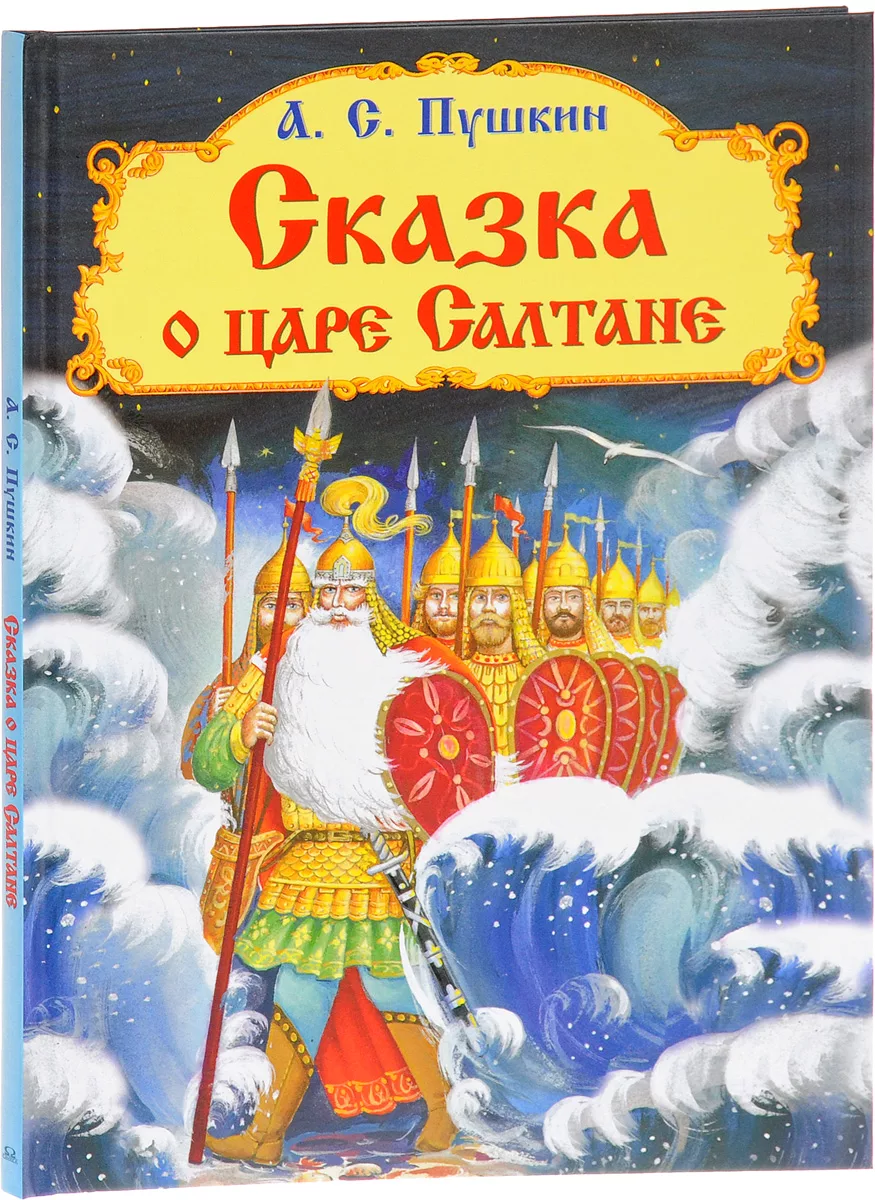 А. С. Пушкин
Сказка
о царе Салтане
А. С. Пушкин Сказка о царе Салтане